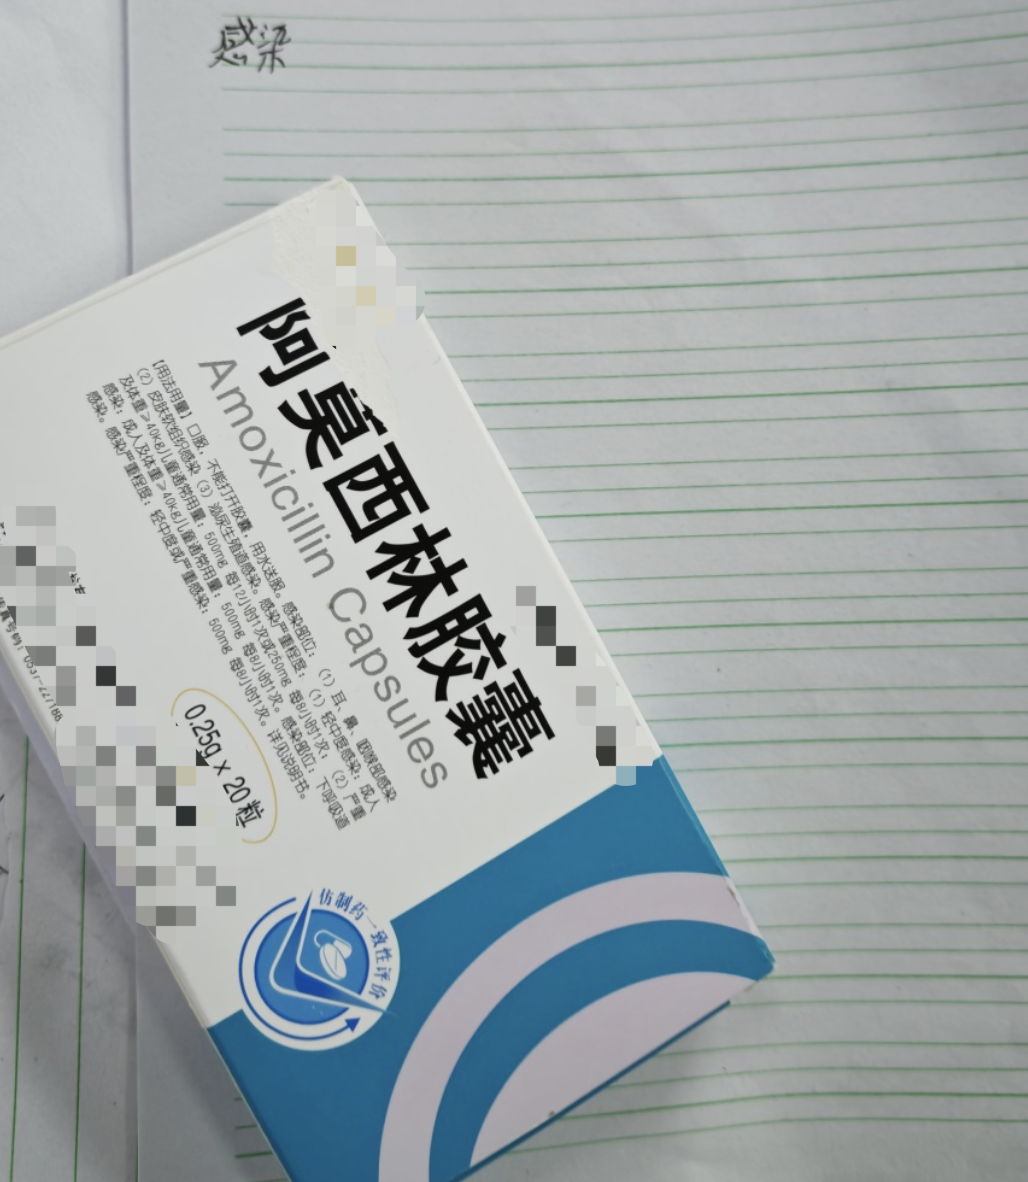 感染
阿莫西林胶囊
Amoxicillin Capsules
【用法用量】口服，不能打开胶囊，用水送服。感染部位：（1）耳、鼻、咽喉部感染
（2）皮肤软组织感染（3）泌尿生殖道感染。感染严重程度：（1）轻中度感染：成人
及体重≥40kg儿童通常用量：500mg 每12小时1次或250mg 每8小时1次；（2）严重
感染：成人及体重≥40kg儿童通常用量：500mg 每8小时1次。感染部位：下呼吸道
感染。感染严重程度：轻中度或严重感染：500mg 每8小时1次。详见说明书。
0.25g×20粒
仿制药一致性评价